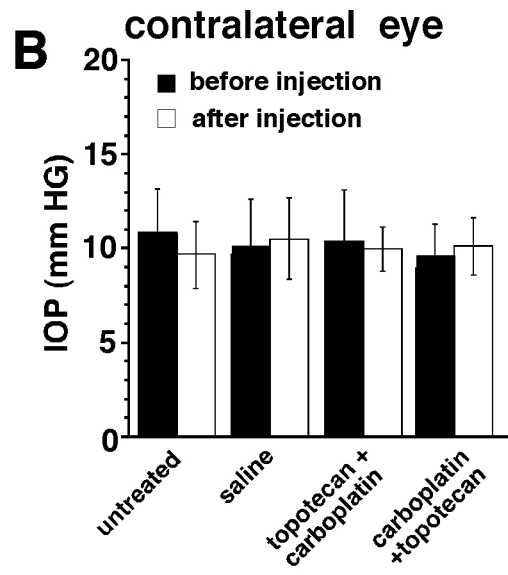 contralateral eye
B
20
before injection
after injection
15
10
5
0
IOP (mm HG)
untreated
saline
topotecan +
carboplatin
carboplatin
+topotecan